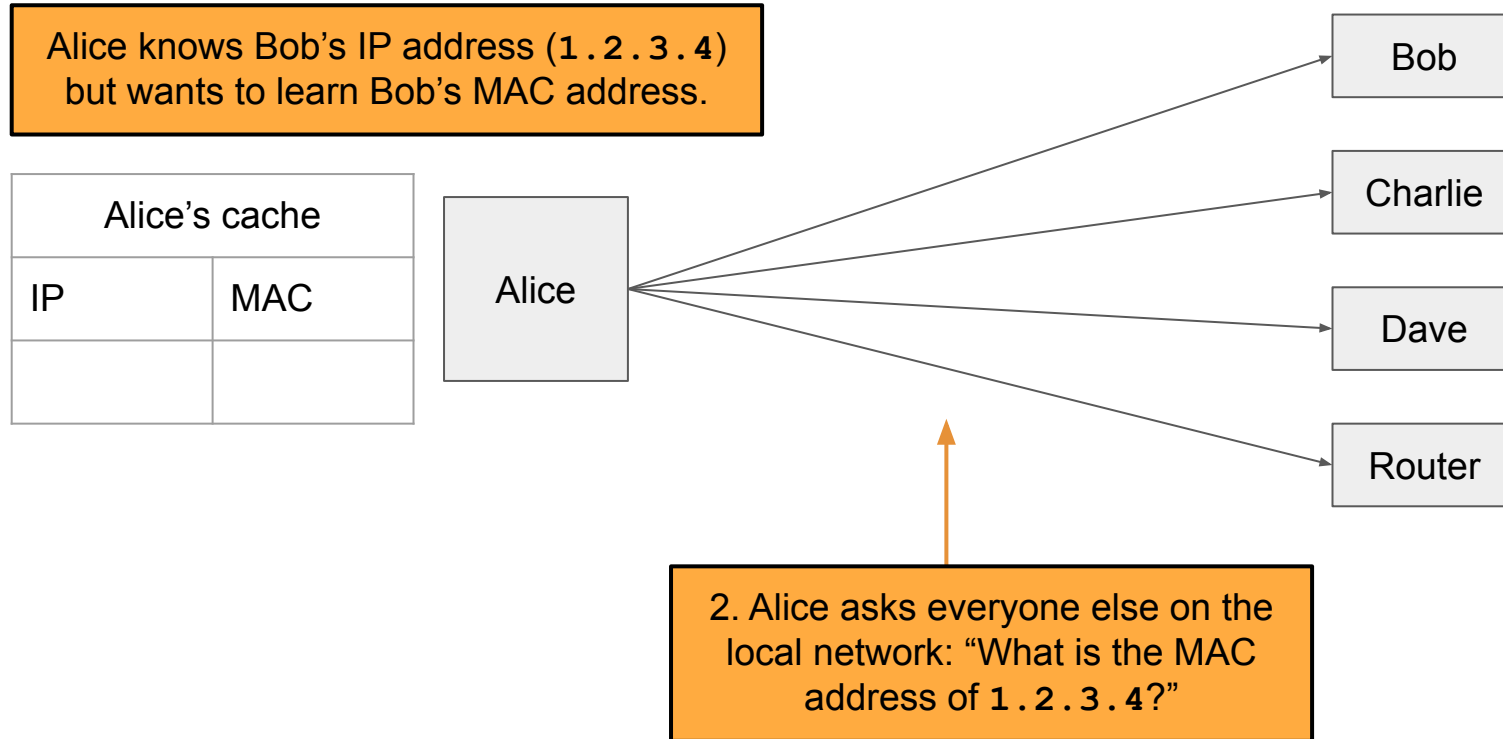 Alice knows Bob’s IP address (1.2.3.4)
but wants to learn Bob’s MAC address.
Alice’s cache
IP MAC
Alice
Bob
Charlie
Dave
Router
2. Alice asks everyone else on the
local network: “What is the MAC
address of 1.2.3.4?”